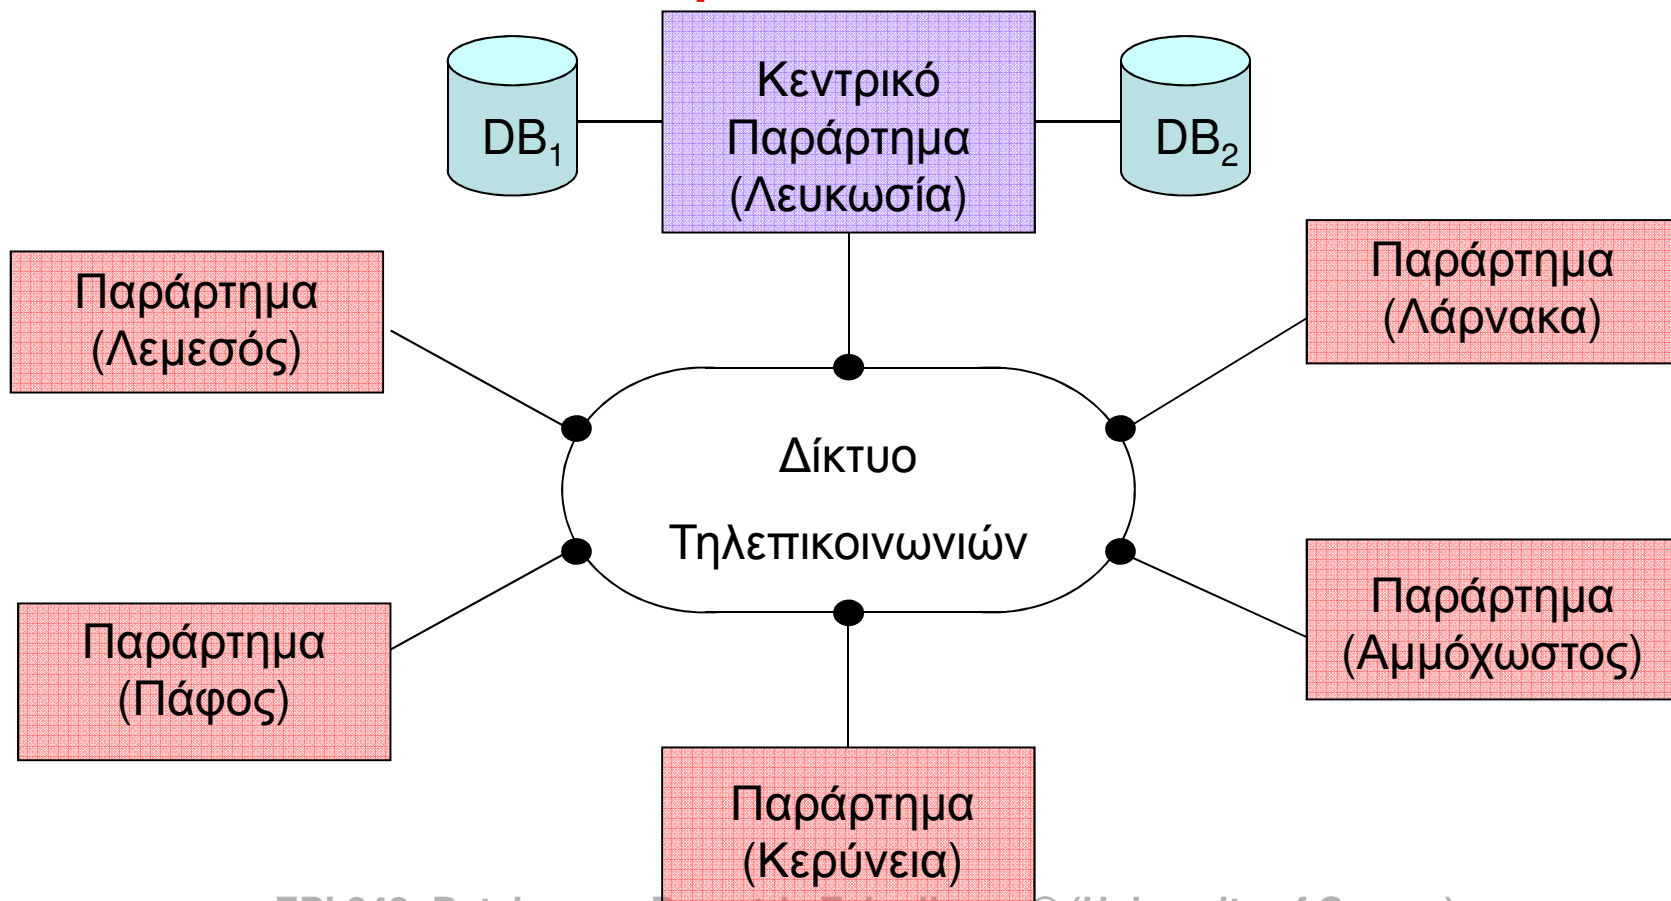 DB1
Κεντρικό
Παράρτημα
(Λευκωσία)
DB2
Παράρτημα
(Λεμεσός)
Παράρτημα
(Λάρνακα)
Δίκτυο
Τηλεπικοινωνιών
Παράρτημα
(Πάφος)
Παράρτημα
(Αμμόχωστος)
Παράρτημα
(Κερύνεια)